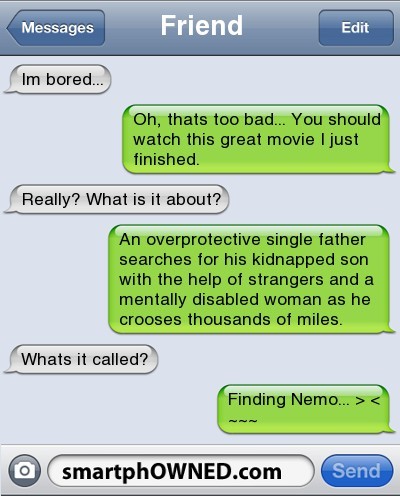 Messages
Friend
Edit
Im bored...
Oh, thats too bad... You should
watch this great movie I just
finished.
Really? What is it about?
An overprotective single father
searches for his kidnapped son
with the help of strangers and a
mentally disabled woman as he
crooses thousands of miles.
Whats it called?
Finding Nemo... > <
~~~
smartphOWNED.com
Send